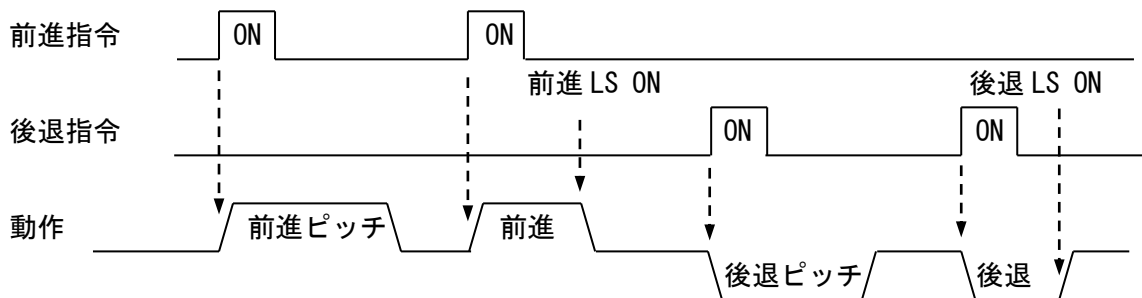 前進指令 ON ON
前進 LS ON 後退 LS ON
後退指令 ON ON
動作 前進ピッチ 前進
後退ピッチ 後退